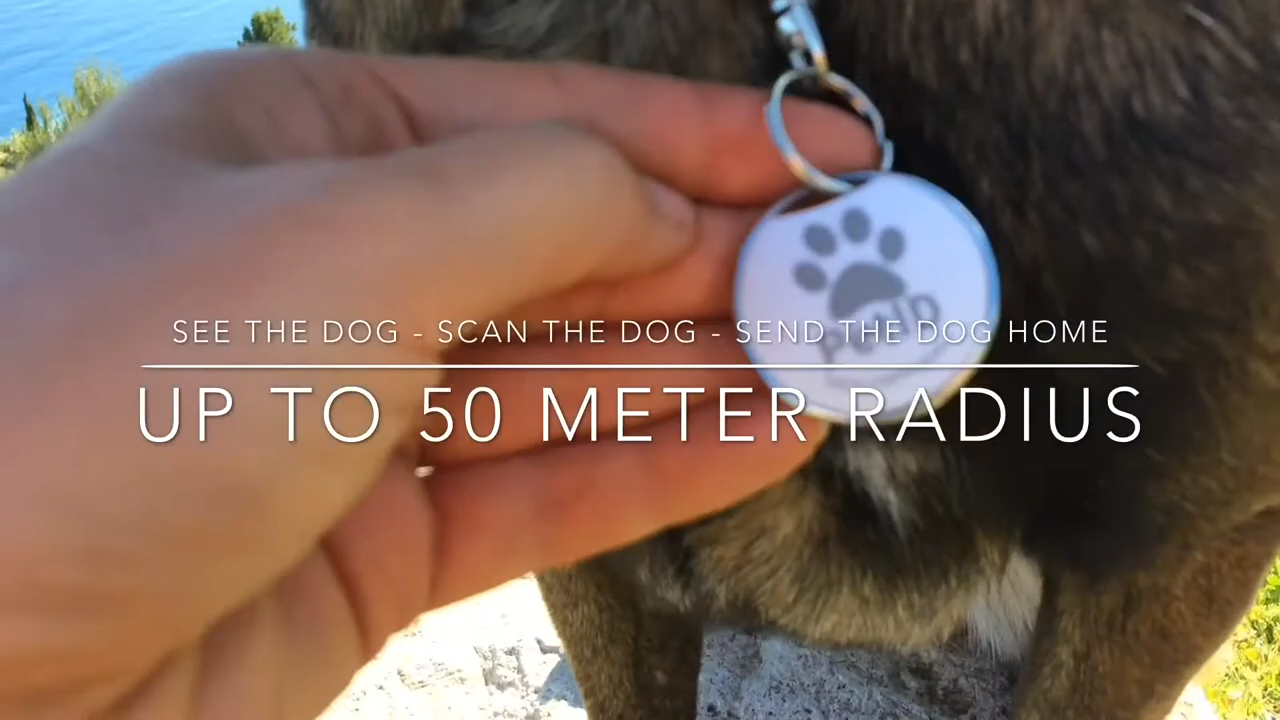 SEE THE DOG - SCAN THE DOG - SEND THE DOG HOME
UP TO 50 METER RADIUS